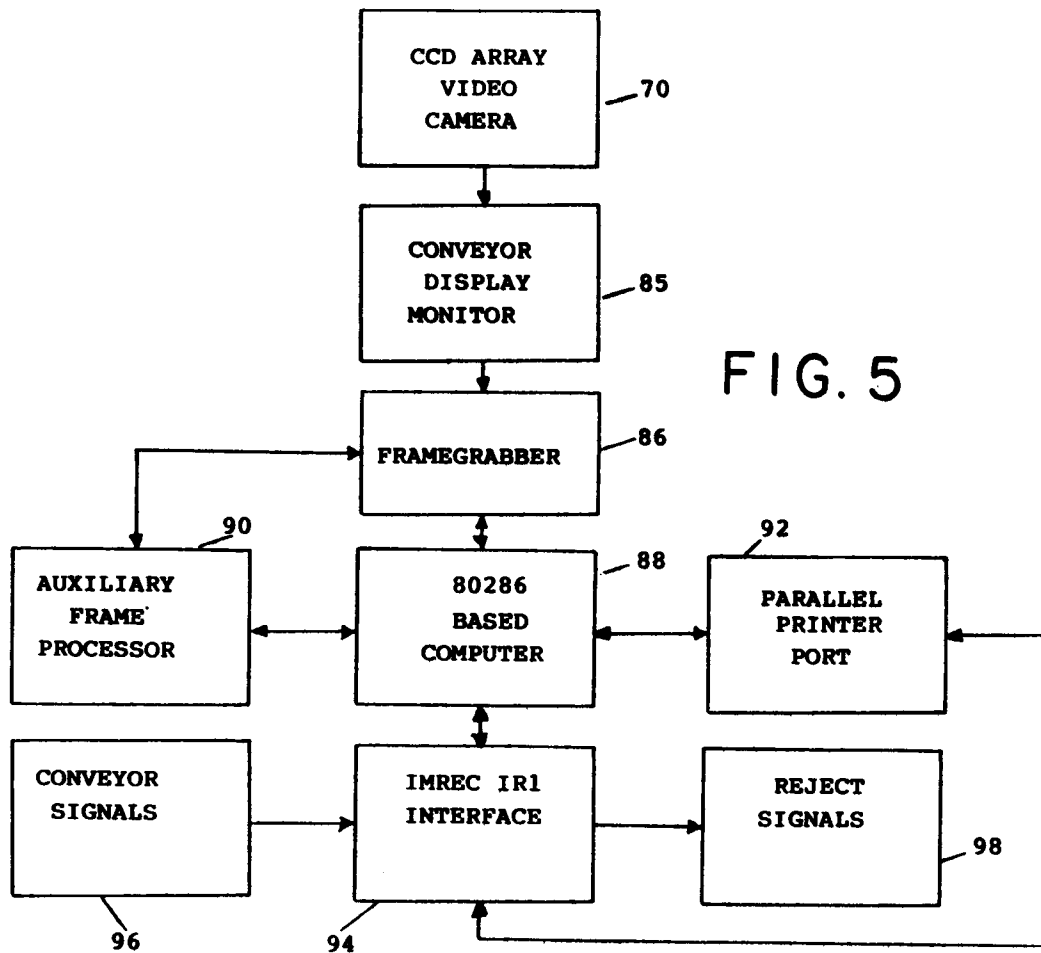 CCD ARRAY
VIDEO
CAMERA
70
CONVEYOR
DISPLAY
MONITOR
85
FIG. 5
FRAMEGRABBER
86
90
AUXILIARY
FRAME
PROCESSOR
80286
BASED
COMPUTER
88
92
PARALLEL
PRINTER
PORT
CONVEYOR
SIGNALS
96
IMREC IR1
INTERFACE
94
REJECT
SIGNALS
98